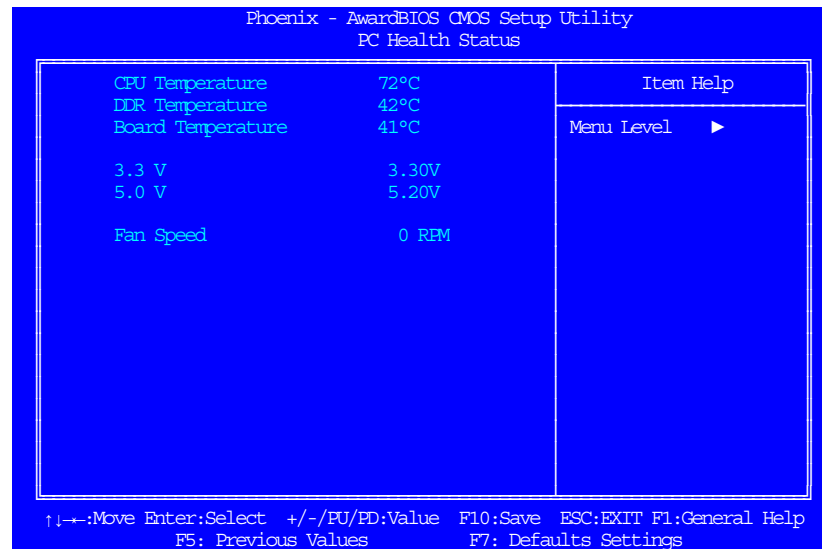 Phoenix - AwardBIOS CMOS Setup Utility
PC Health Status
CPU Temperature 72°C
DDR Temperature 42°C
Board Temperature 41°C
3.3 V 3.30V
5.0 V 5.20V
Fan Speed 0 RPM
Item Help
Menu Level ►
↑↓→←:Move Enter:Select +/-/PU/PD:Value F10:Save ESC:EXIT F1:General Help
F5: Previous Values F7: Defaults Settings